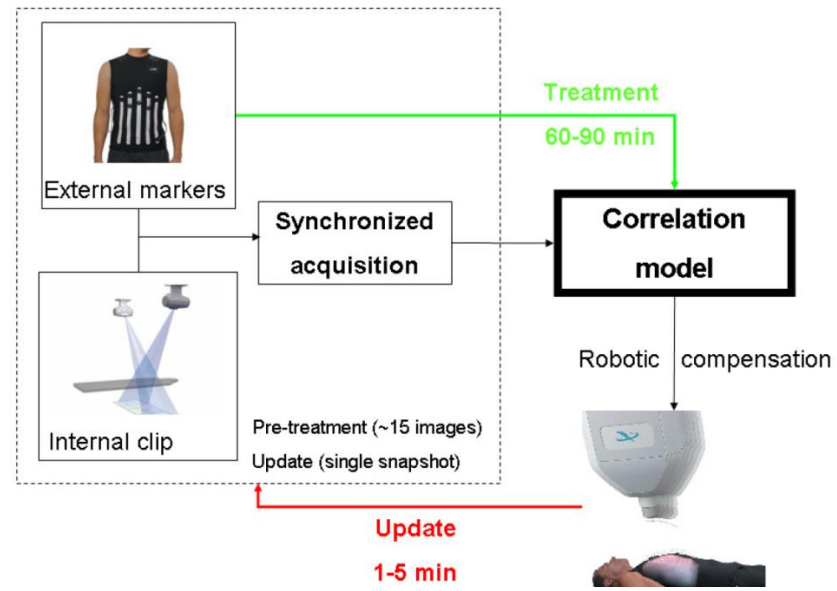 External markers
Treatment
60-90 min
Synchronized
acquisition
Correlation
model
Internal clip
Pre-treatment (~15 images)
Update (single snapshot)
Robotic compensation
Update
1-5 min